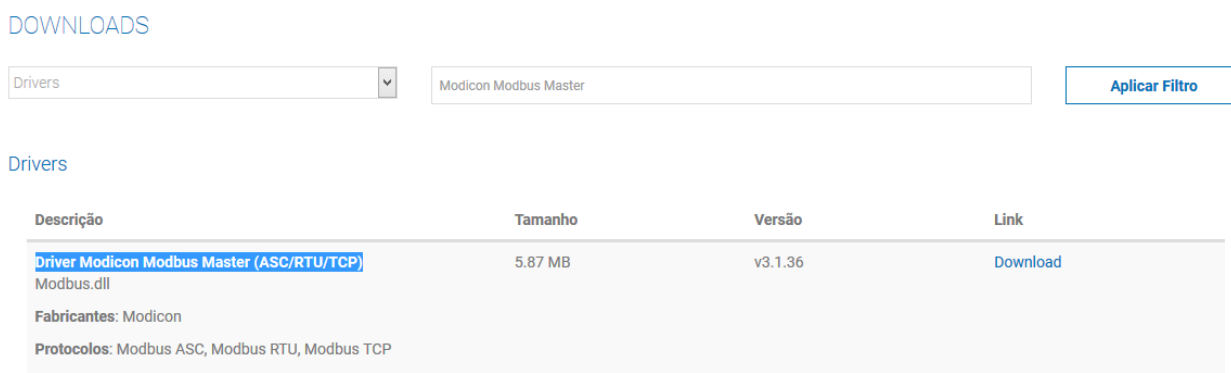 DOWNLOADS
Drivers
Modicon Modbus Master
Aplicar Filtro
Drivers
Descrição Tamanho Versão Link
Driver Modicon Modbus Master (ASC/RTU/TCP) 5.87 MB v3.1.36 Download
Modbus.dll
Fabricantes: Modicon
Protocolos: Modbus ASC, Modbus RTU, Modbus TCP